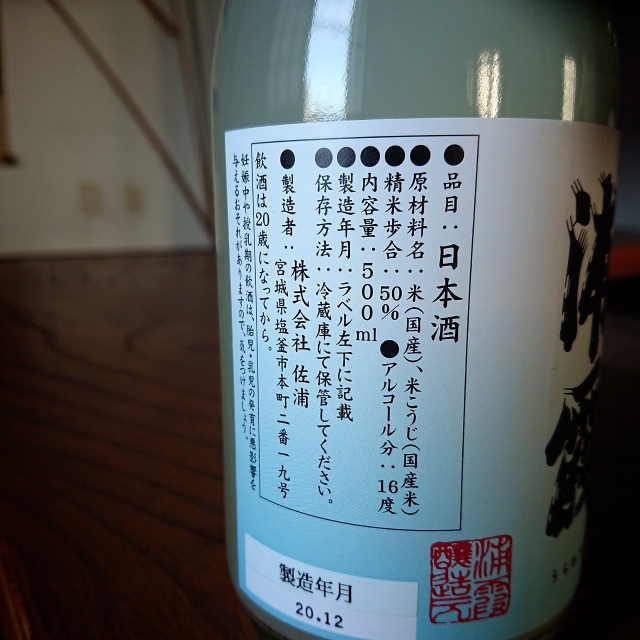 ●品目：日本酒
●原材料名：米(国産)、米こうじ(国産米)
●精米歩合：50% ●アルコール分：16度
●内容量：500ml
●製造年月：ラベル左下に記載
●保存方法：冷蔵庫にて保管してください。
●製造者：株式会社 佐浦
宮城県塩釜市本町二番一九号
飲酒は20歳になってから。
妊娠中や授乳期の飲酒は、胎児・乳児の発育に悪影響を
与えるおそれがありますので、気をつけましょう。
製造年月
20.12
浦霞
醸造元